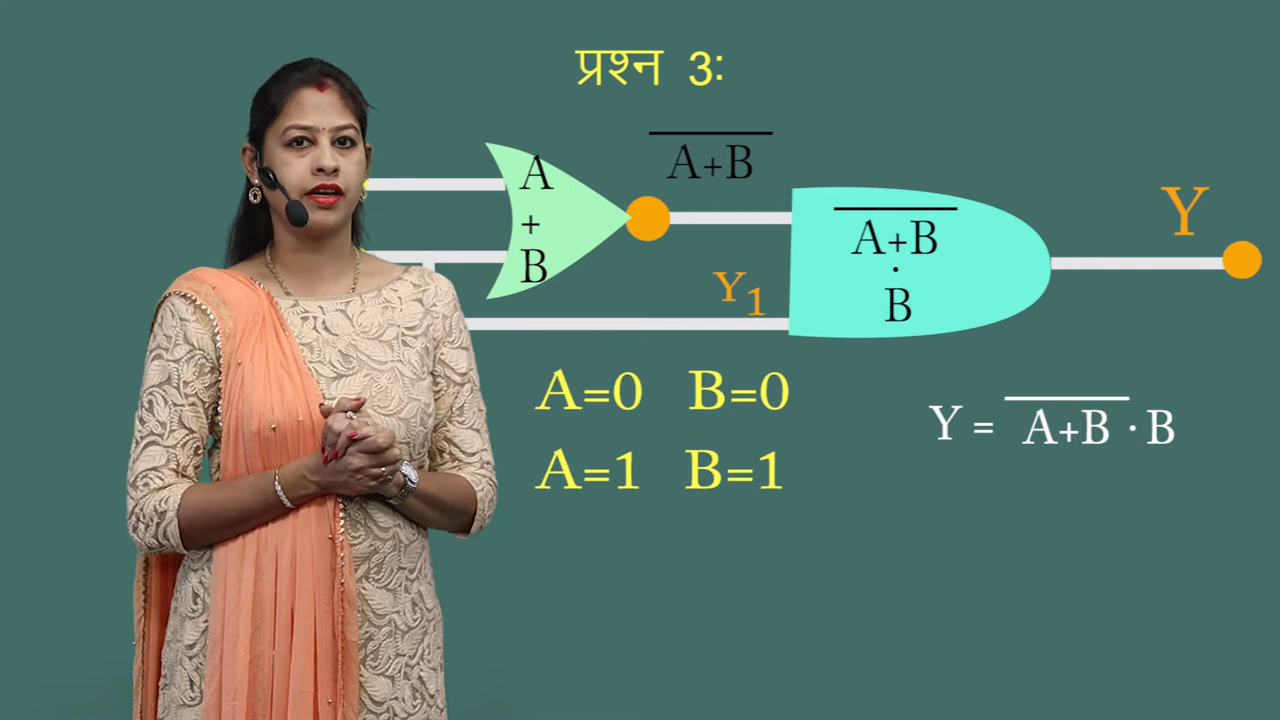 प्रश्न 3:
A+B
A
+
B
Y₁
A+B
·
B
Y
A=0 B=0
A=1 B=1
Y = A̅+̅B̅ · B